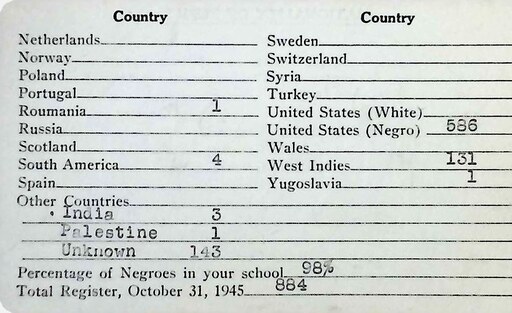 Country Country
Netherlands Sweden
Norway Switzerland
Poland Syria
Portugal Turkey
Roumania 1 United States (White)
Russia United States (Negro) 586
Scotland Wales
South America 4 West Indies 131
Spain Yugoslavia 1
Other Countries
India 3
Palestine 1
Unknown 143
Percentage of Negroes in your school 98%
Total Register, October 31, 1945 884